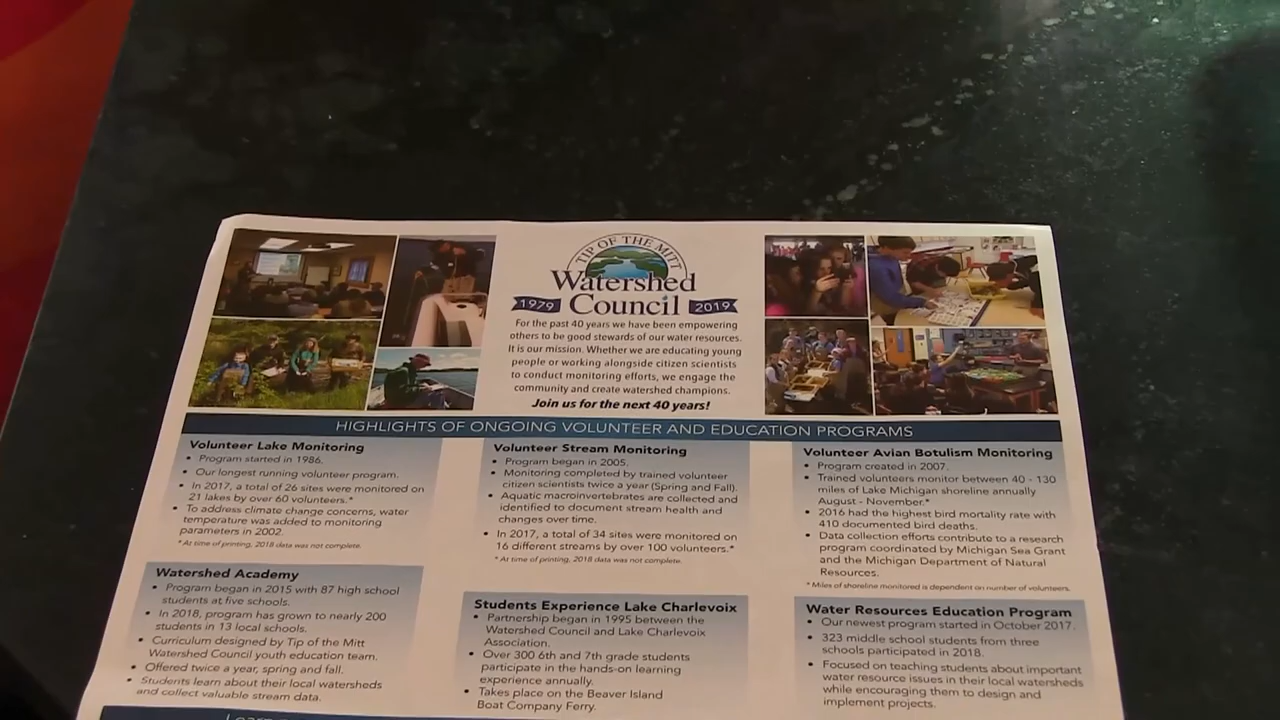 TIP OF THE MITT
Watershed
Council
1979 2019
For the past 40 years we have been empowering
others to be good stewards of our water resources.
It is our mission. Whether we are educating young
people or working alongside citizen scientists
to conduct monitoring efforts, we engage the
community and create watershed champions.
Join us for the next 40 years!
HIGHLIGHTS OF ONGOING VOLUNTEER AND EDUCATION PROGRAMS
Volunteer Lake Monitoring
• Program started in 1986.
• Our longest running volunteer program.
• In 2017, a total of 26 sites were monitored on
21 lakes by over 60 volunteers.*
• To address climate change concerns, water
temperature was added to monitoring
parameters in 2002.
* At time of printing, 2018 data was not complete.
Volunteer Stream Monitoring
• Program began in 2005.
• Monitoring completed by trained volunteer
citizen scientists twice a year (Spring and Fall).
• Aquatic macroinvertebrates are collected and
identified to document stream health and
changes over time.
• In 2017, a total of 34 sites were monitored on
16 different streams by over 100 volunteers.*
* At time of printing, 2018 data was not complete.
Volunteer Avian Botulism Monitoring
• Program created in 2007.
• Trained volunteers monitor between 40 - 130
miles of Lake Michigan shoreline annually
August - November.*
• 2016 had the highest bird mortality rate with
410 documented bird deaths.
• Data collection efforts contribute to a research
program coordinated by Michigan Sea Grant
and the Michigan Department of Natural
Resources.
* Miles of shoreline monitored is dependent on number of volunteers.
Watershed Academy
• Program began in 2015 with 87 high school
students at five schools.
• In 2018, program has grown to nearly 200
students in 13 local schools.
• Curriculum designed by Tip of the Mitt
Watershed Council youth education team.
• Offered twice a year, spring and fall.
• Students learn about their local watersheds
and collect valuable stream data.
Students Experience Lake Charlevoix
• Partnership began in 1995 between the
Watershed Council and Lake Charlevoix
Association.
• Over 300 6th and 7th grade students
participate in the hands-on learning
experience annually.
• Takes place on the Beaver Island
Boat Company Ferry.
Water Resources Education Program
• Our newest program started in October 2017.
• 323 middle school students from three
schools participated in 2018.
• Focused on teaching students about important
water resource issues in their local watersheds
while encouraging them to design and
implement projects.